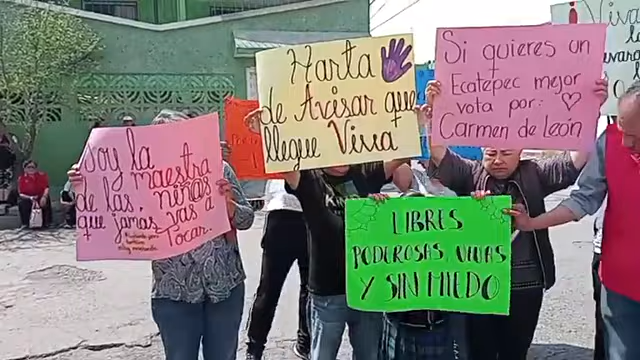 Soy la
maestra
de las niñas
que jamás
vas a
Tocar.
Harta
de Avisar que
llegue Viva
Si quieres un
Ecatepec mejor
vota por:
Carmen de León
LIBRES
PODEROSAS, VIVAS
Y SIN MIEDO
Viva